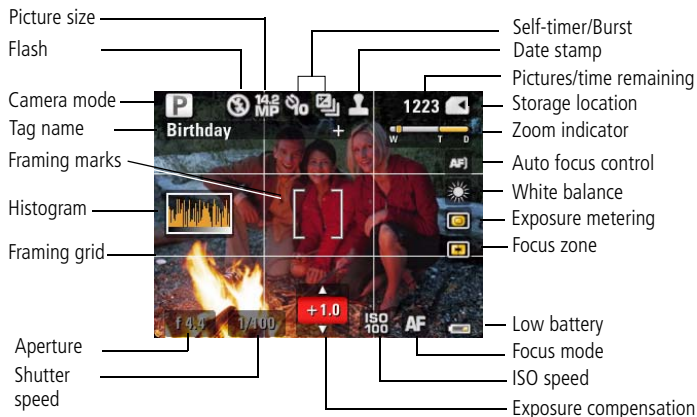 Picture size
Flash
Camera mode
Tag name
Framing marks
Histogram
Framing grid
Aperture
Shutter
speed
Self-timer/Burst
Date stamp
Pictures/time remaining
Storage location
Zoom indicator
Auto focus control
White balance
Exposure metering
Focus zone
Low battery
Focus mode
ISO speed
Exposure compensation
P
14.2
MP
10
1223
Birthday
+
W T D
AF
f 4.4
1/100
+1.0
ISO
100
AF